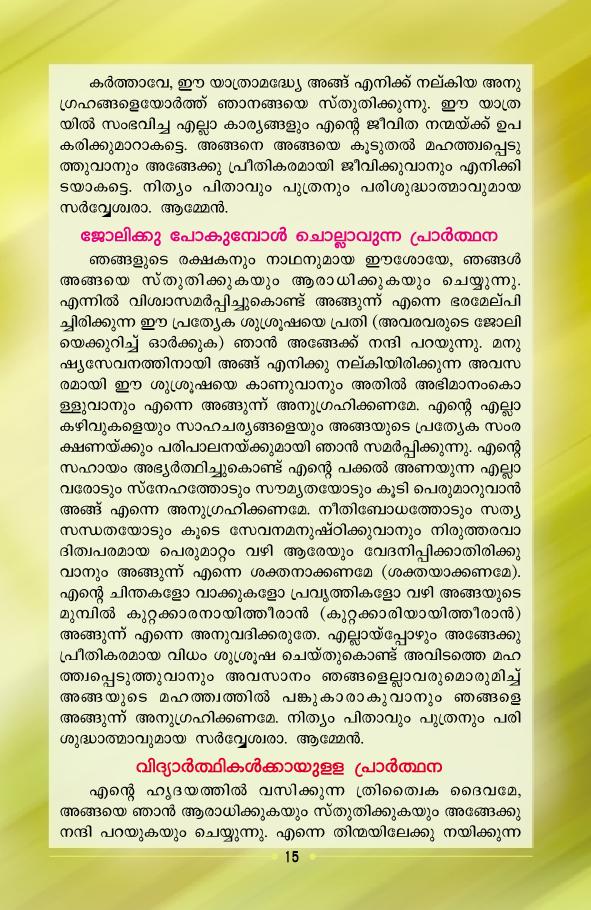 കർത്താവേ, ഈ യാത്രാമദ്ധ്യേ അങ്ങ് എനിക്ക് നല്കിയ അനു
ഗ്രഹങ്ങളെയോർത്ത് ഞാനങ്ങയെ സ്തുതിക്കുന്നു. ഈ യാത്ര
യിൽ സംഭവിച്ച എല്ലാ കാര്യങ്ങളും എന്റെ ജീവിത നന്മയ്ക്ക് ഉപ
കരിക്കുമാറാകട്ടെ. അങ്ങനെ അങ്ങയെ കൂടുതൽ മഹത്ത്വപ്പെടു
ത്തുവാനും അങ്ങേക്കു പ്രീതികരമായി ജീവിക്കുവാനും എനിക്കി
ടയാകട്ടെ. നിത്യം പിതാവും പുത്രനും പരിശുദ്ധാത്മാവുമായ
സർവ്വേശ്വരാ. ആമ്മേൻ.
ജോലിക്കു പോകുമ്പോൾ ചൊല്ലാവുന്ന പ്രാർത്ഥന
ഞങ്ങളുടെ രക്ഷകനും നാഥനുമായ ഈശോയേ, ഞങ്ങൾ
അങ്ങയെ സ്തുതിക്കുകയും ആരാധിക്കുകയും ചെയ്യുന്നു.
എന്നിൽ വിശ്വാസമർപ്പിച്ചുകൊണ്ട് അങ്ങുന്ന് എന്നെ ഭരമേല്പി
ച്ചിരിക്കുന്ന ഈ പ്രത്യേക ശുശ്രൂഷയെ പ്രതി (അവരവരുടെ ജോലി
യെക്കുറിച്ച് ഓർക്കുക) ഞാൻ അങ്ങേക്ക് നന്ദി പറയുന്നു. മനു
ഷ്യസേവനത്തിനായി അങ്ങ് എനിക്കു നല്കിയിരിക്കുന്ന അവസ
രമായി ഈ ശുശ്രൂഷയെ കാണുവാനും അതിൽ അഭിമാനംകൊ
ള്ളുവാനും എന്നെ അങ്ങുന്ന് അനുഗ്രഹിക്കണമേ. എന്റെ എല്ലാ
കഴിവുകളെയും സാഹചര്യങ്ങളെയും അങ്ങയുടെ പ്രത്യേക സംര
ക്ഷണയ്ക്കും പരിപാലനയ്ക്കുമായി ഞാൻ സമർപ്പിക്കുന്നു. എന്റെ
സഹായം അഭ്യർത്ഥിച്ചുകൊണ്ട് എന്റെ പക്കൽ അണയുന്ന എല്ലാ
വരോടും സ്നേഹത്തോടും സൗമ്യതയോടും കൂടി പെരുമാറുവാൻ
അങ്ങ് എന്നെ അനുഗ്രഹിക്കണമേ. നീതിബോധത്തോടും സത്യ
സന്ധതയോടും കൂടെ സേവനമനുഷ്ഠിക്കുവാനും നിരുത്തരവാ
ദിത്വപരമായ പെരുമാറ്റം വഴി ആരേയും വേദനിപ്പിക്കാതിരിക്കു
വാനും അങ്ങുന്ന് എന്നെ ശക്തനാക്കണമേ (ശക്തയാക്കണമേ).
എന്റെ ചിന്തകളോ വാക്കുകളോ പ്രവൃത്തികളോ വഴി അങ്ങയുടെ
മുമ്പിൽ കുറ്റക്കാരനായിത്തീരാൻ (കുറ്റക്കാരിയായിത്തീരാൻ)
അങ്ങുന്ന് എന്നെ അനുവദിക്കരുതേ. എല്ലായ്പ്പോഴും അങ്ങേക്കു
പ്രീതികരമായ വിധം ശുശ്രൂഷ ചെയ്തുകൊണ്ട് അവിടത്തെ മഹ
ത്ത്വപ്പെടുത്തുവാനും അവസാനം ഞങ്ങളെല്ലാവരുമൊരുമിച്ച്
അങ്ങയുടെ മഹത്ത്വത്തിൽ പങ്കുകാരാകുവാനും ഞങ്ങളെ
അങ്ങുന്ന് അനുഗ്രഹിക്കണമേ. നിത്യം പിതാവും പുത്രനും പരി
ശുദ്ധാത്മാവുമായ സർവ്വേശ്വരാ. ആമ്മേൻ.
വിദ്യാർത്ഥികൾക്കായുളള പ്രാർത്ഥന
എന്റെ ഹൃദയത്തിൽ വസിക്കുന്ന ത്രിത്വൈക ദൈവമേ,
അങ്ങയെ ഞാൻ ആരാധിക്കുകയും സ്തുതിക്കുകയും അങ്ങേക്കു
നന്ദി പറയുകയും ചെയ്യുന്നു. എന്നെ തിന്മയിലേക്കു നയിക്കുന്ന
15